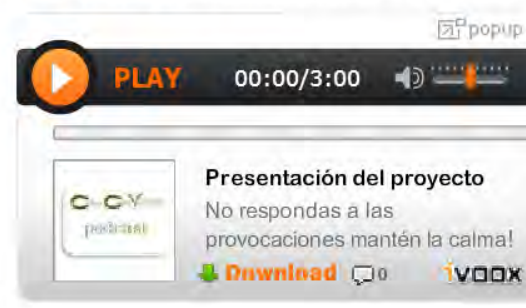 popup
PLAY 00:00/3:00
Presentación del proyecto
No respondas a las
provocaciones mantén la calma!
podcast
Download 0 ivoox